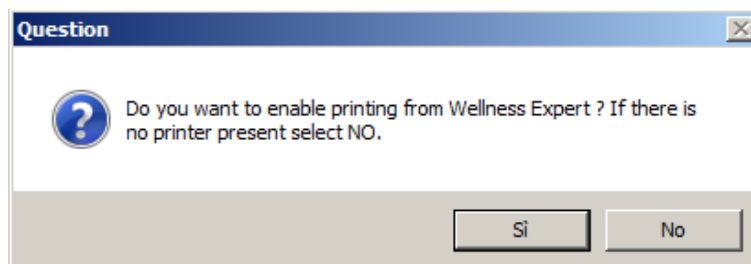 Question
Do you want to enable printing from Wellness Expert ? If there is
no printer present select NO.
Sì
No